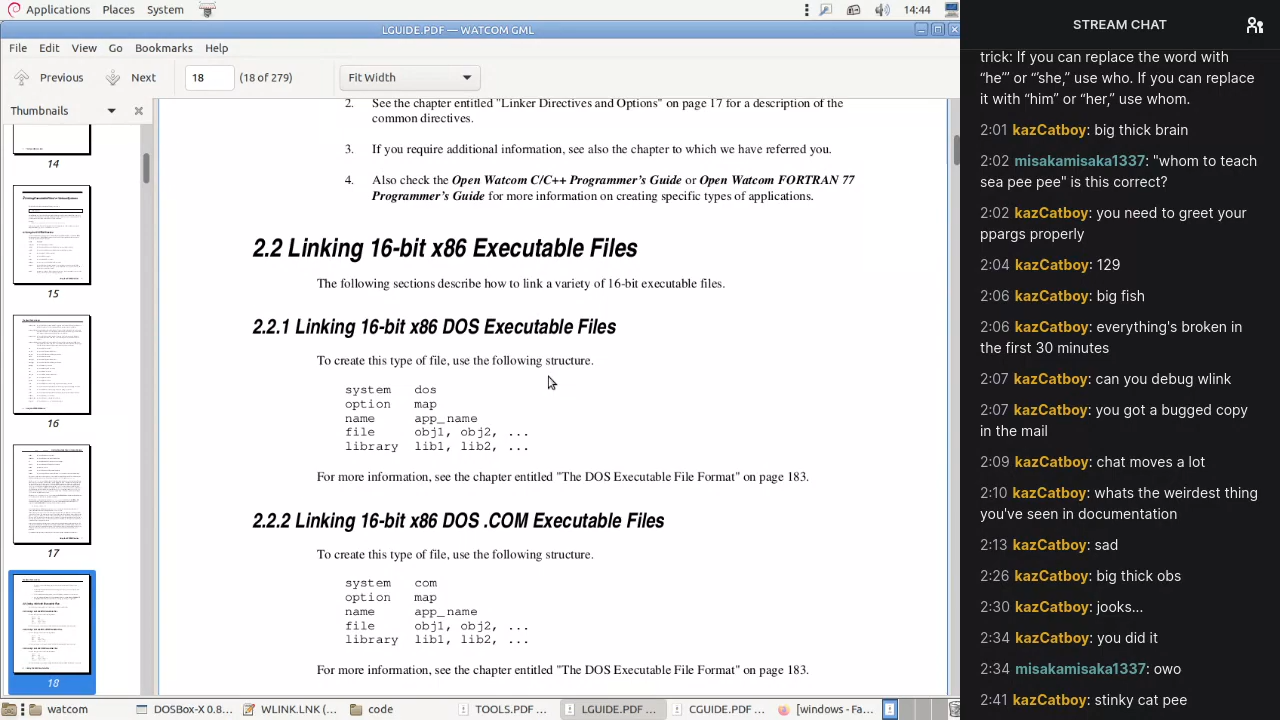 Applications Places System 14:44
LGUIDE.PDF — WATCOM GML
File Edit View Go Bookmarks Help
Previous Next 18 (18 of 279) Fit Width
Thumbnails
14
15
16
17
18
2. See the chapter entitled "Linker Directives and Options" on page 17 for a description of the
common directives.
3. If you require additional information, see also the chapter to which we have referred you.
4. Also check the Open Watcom C/C++ Programmer's Guide or Open Watcom FORTRAN 77
Programmer's Guide for more information on creating specific types of applications.
2.2 Linking 16-bit x86 Executable Files
The following sections describe how to link a variety of 16-bit executable files.
2.2.1 Linking 16-bit x86 DOS Executable Files
To create this type of file, use the following structure.
system dos
option map
name app_name
file obj1, obj2, ...
library lib1, lib2, ...
For more information, see the chapter entitled "The DOS Executable File Format" on page 183.
2.2.2 Linking 16-bit x86 DOS .COM Executable Files
To create this type of file, use the following structure.
system com
option map
name app_name
file obj1, obj2, ...
library lib1, lib2, ...
For more information, see the chapter entitled "The DOS Executable File Format" on page 183.
watcom DOSBox-X 0.8... WLINK.LNK (... code TOOLS.PDF ... LGUIDE.PDF ... CGUIDE.PDF ... [windows - Fa...
STREAM CHAT
trick: If you can replace the word with
“he’” or “’she,” use who. If you can replace
it with “him” or “her,” use whom.
2:01 kazCatboy: big thick brain
2:02 misakamisaka1337: "whom to teach
sea pee pee" is this correct?
2:02 kazCatboy: you need to greet your
ppargs properly
2:04 kazCatboy: 129
2:06 kazCatboy: big fish
2:06 kazCatboy: everything's broken in
the first 30 minutes
2:07 kazCatboy: can you debug wlink
2:07 kazCatboy: you got a bugged copy
in the mail
2:09 kazCatboy: chat moves a lot
2:10 kazCatboy: whats the weirdest thing
you've seen in documentation
2:13 kazCatboy: sad
2:26 kazCatboy: big thick obs
2:30 kazCatboy: jooks...
2:34 kazCatboy: you did it
2:34 misakamisaka1337: owo
2:41 kazCatboy: stinky cat pee